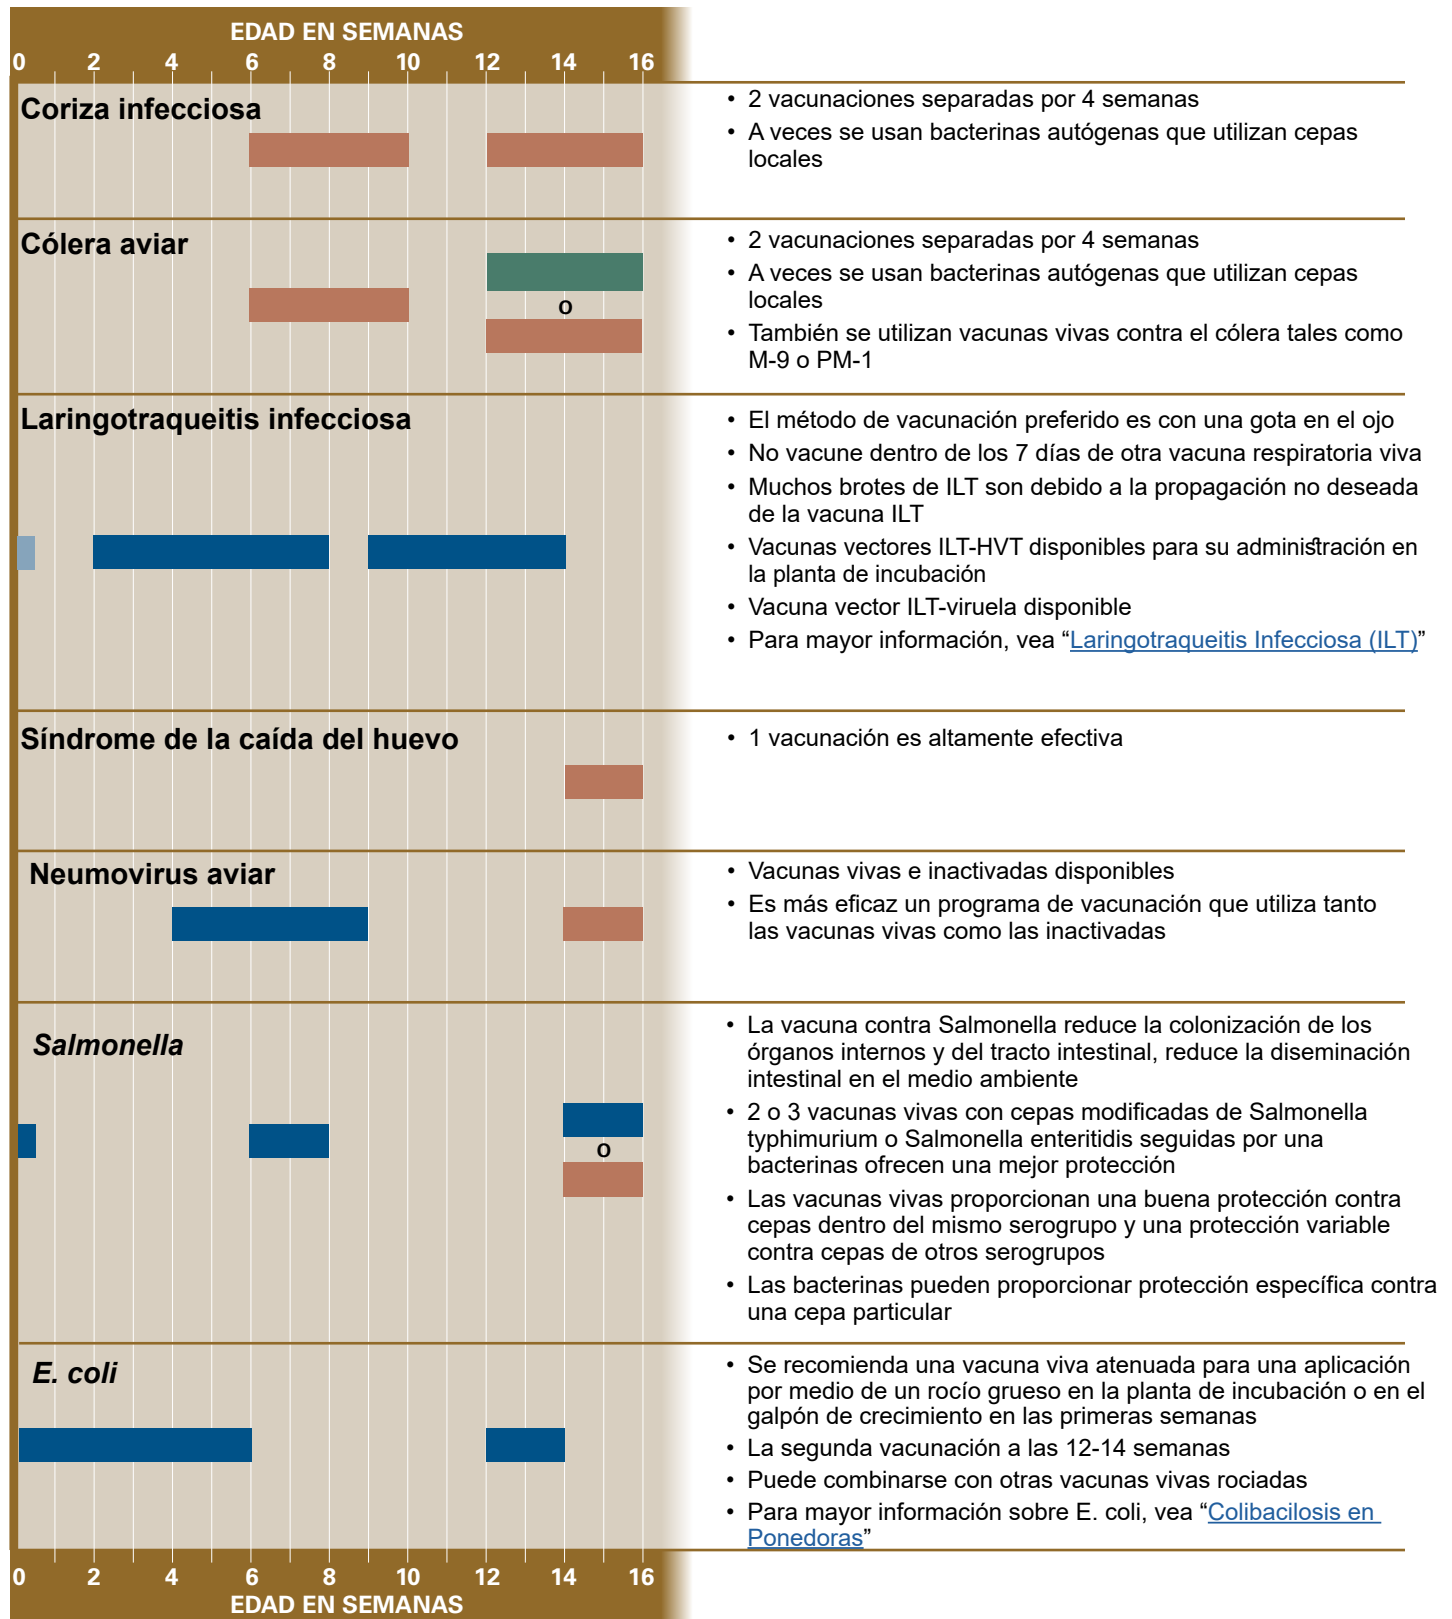 EDAD EN SEMANAS
0 2 4 6 8 10 12 14 16
Coriza infecciosa
• 2 vacunaciones separadas por 4 semanas
• A veces se usan bacterinas autógenas que utilizan cepas
locales
Cólera aviar
o
• 2 vacunaciones separadas por 4 semanas
• A veces se usan bacterinas autógenas que utilizan cepas
locales
• También se utilizan vacunas vivas contra el cólera tales como
M-9 o PM-1
Laringotraqueitis infecciosa
• El método de vacunación preferido es con una gota en el ojo
• No vacune dentro de los 7 días de otra vacuna respiratoria viva
• Muchos brotes de ILT son debido a la propagación no deseada
de la vacuna ILT
• Vacunas vectores ILT-HVT disponibles para su administración en
la planta de incubación
• Vacuna vector ILT-viruela disponible
• Para mayor información, vea “Laringotraqueitis Infecciosa (ILT)”
Síndrome de la caída del huevo
• 1 vacunación es altamente efectiva
Neumovirus aviar
• Vacunas vivas e inactivadas disponibles
• Es más eficaz un programa de vacunación que utiliza tanto
las vacunas vivas como las inactivadas
Salmonella
o
• La vacuna contra Salmonella reduce la colonización de los
órganos internos y del tracto intestinal, reduce la diseminación
intestinal en el medio ambiente
• 2 o 3 vacunas vivas con cepas modificadas de Salmonella
typhimurium o Salmonella enteritidis seguidas por una
bacterinas ofrecen una mejor protección
• Las vacunas vivas proporcionan una buena protección contra
cepas dentro del mismo serogrupo y una protección variable
contra cepas de otros serogrupos
• Las bacterinas pueden proporcionar protección específica contra
una cepa particular
E. coli
• Se recomienda una vacuna viva atenuada para una aplicación
por medio de un rocío grueso en la planta de incubación o en el
galpón de crecimiento en las primeras semanas
• La segunda vacunación a las 12-14 semanas
• Puede combinarse con otras vacunas vivas rociadas
• Para mayor información sobre E. coli, vea “Colibacilosis en
Ponedoras”
0 2 4 6 8 10 12 14 16
EDAD EN SEMANAS